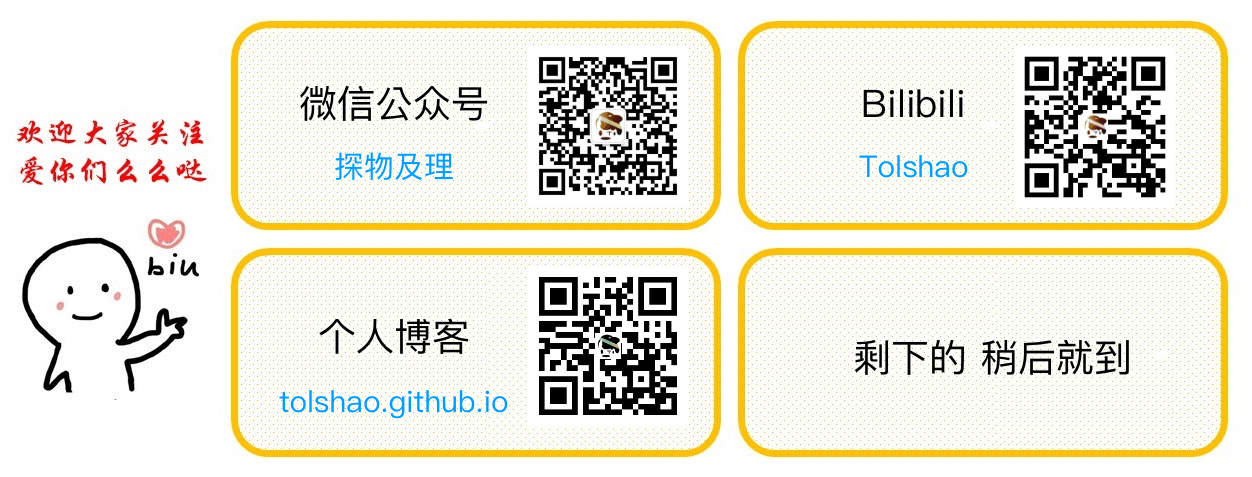 欢迎大家关注
爱你们么么哒
biu
微信公众号
探物及理
Bilibili
Tolshao
个人博客
tolshao.github.io
剩下的 稍后就到